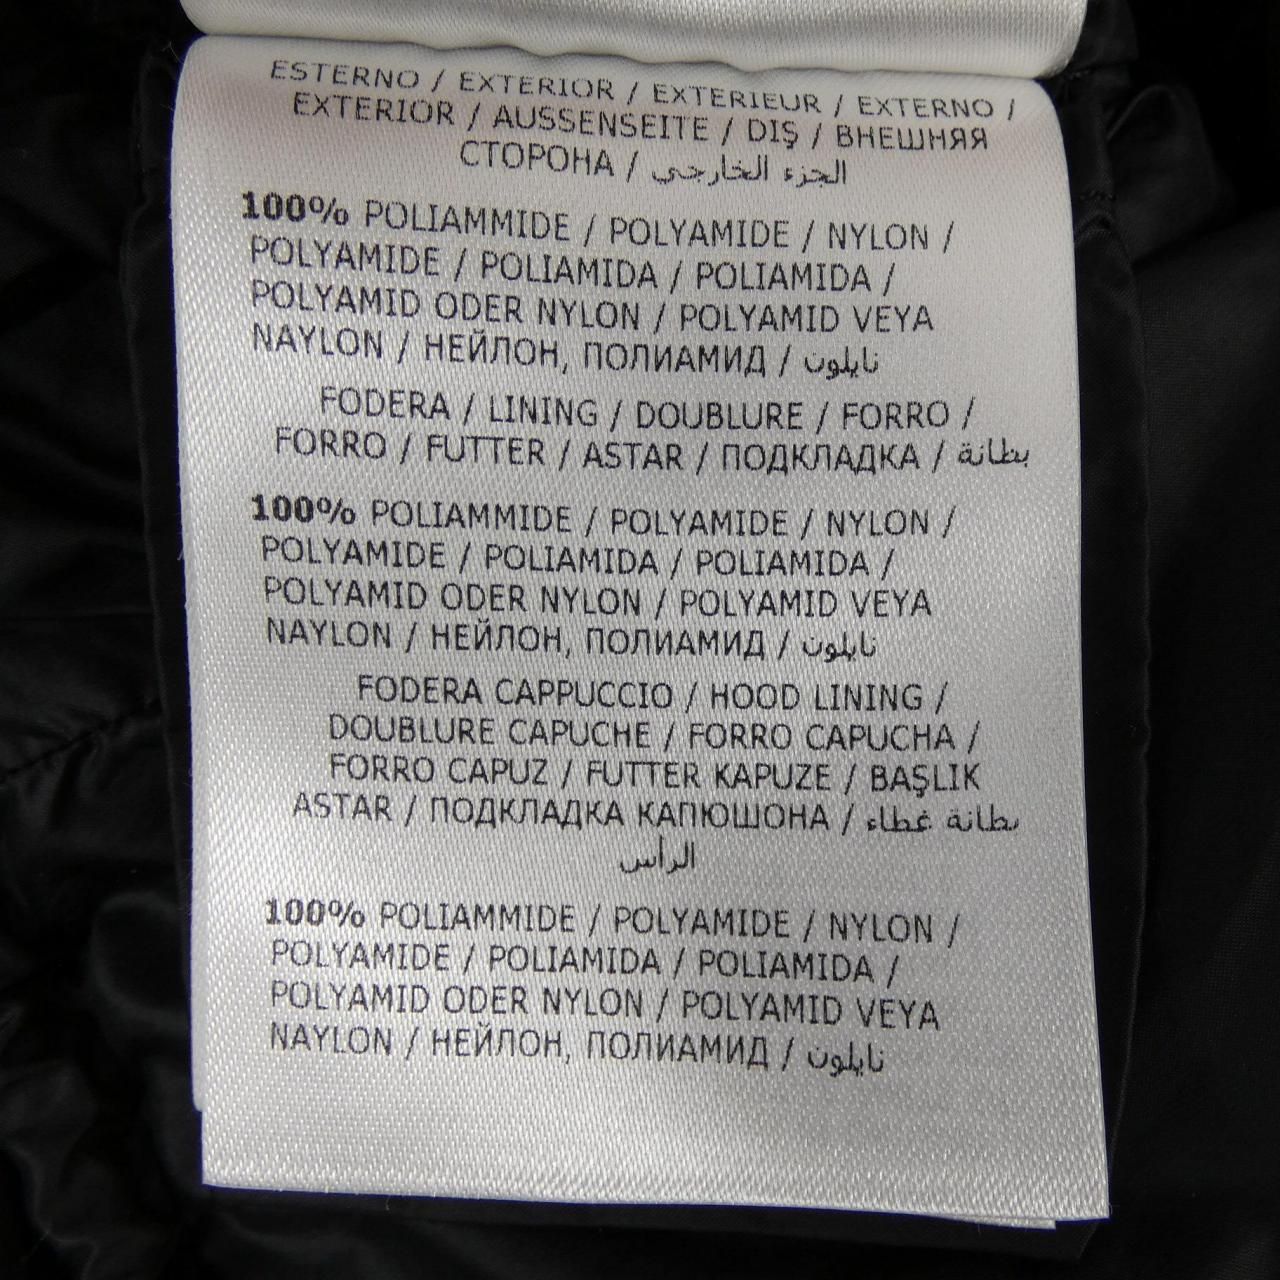 ESTERNO / EXTERIOR / EXTERIEUR / EXTERNO /
EXTERIOR / AUSSENSEITE / DIŞ / ВНЕШНЯЯ
СТОРОНА / الجزء الخارجي
100% POLIAMMIDE / POLYAMIDE / NYLON /
POLYAMIDE / POLIAMIDA / POLIAMIDA /
POLYAMID ODER NYLON / POLYAMID VEYA
NAYLON / НЕЙЛОН, ПОЛИАМИД / نايلون
FODERA / LINING / DOUBLURE / FORRO /
FORRO / FUTTER / ASTAR / ПОДКЛАДКА / بطانة
100% POLIAMMIDE / POLYAMIDE / NYLON /
POLYAMIDE / POLIAMIDA / POLIAMIDA /
POLYAMID ODER NYLON / POLYAMID VEYA
NAYLON / НЕЙЛОН, ПОЛИАМИД / نايلون
FODERA CAPPUCCIO / HOOD LINING /
DOUBLURE CAPUCHE / FORRO CAPUCHA /
FORRO CAPUZ / FUTTER KAPUZE / BAŞLIK
ASTAR / ПОДКЛАДКА КАПЮШОНА / بطانة غطاء
الرأس
100% POLIAMMIDE / POLYAMIDE / NYLON /
POLYAMIDE / POLIAMIDA / POLIAMIDA /
POLYAMID ODER NYLON / POLYAMID VEYA
NAYLON / НЕЙЛОН, ПОЛИАМИД / نايلون